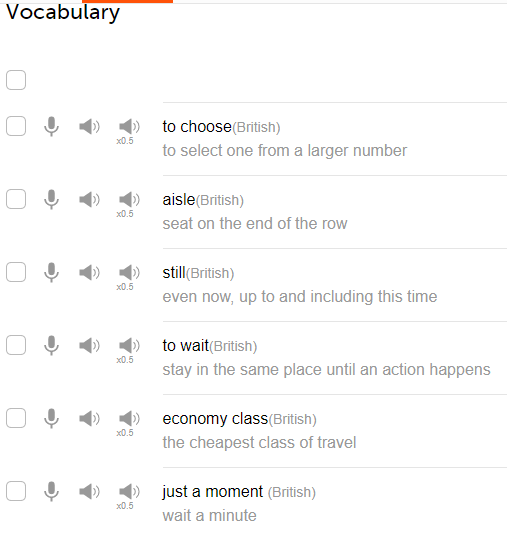 Vocabulary
to choose(British)
x0.5
to select one from a larger number
aisle(British)
x0.5
seat on the end of the row
still(British)
x0.5
even now, up to and including this time
to wait(British)
x0.5
stay in the same place until an action happens
economy class(British)
x0.5
the cheapest class of travel
just a moment (British)
x0.5
wait a minute